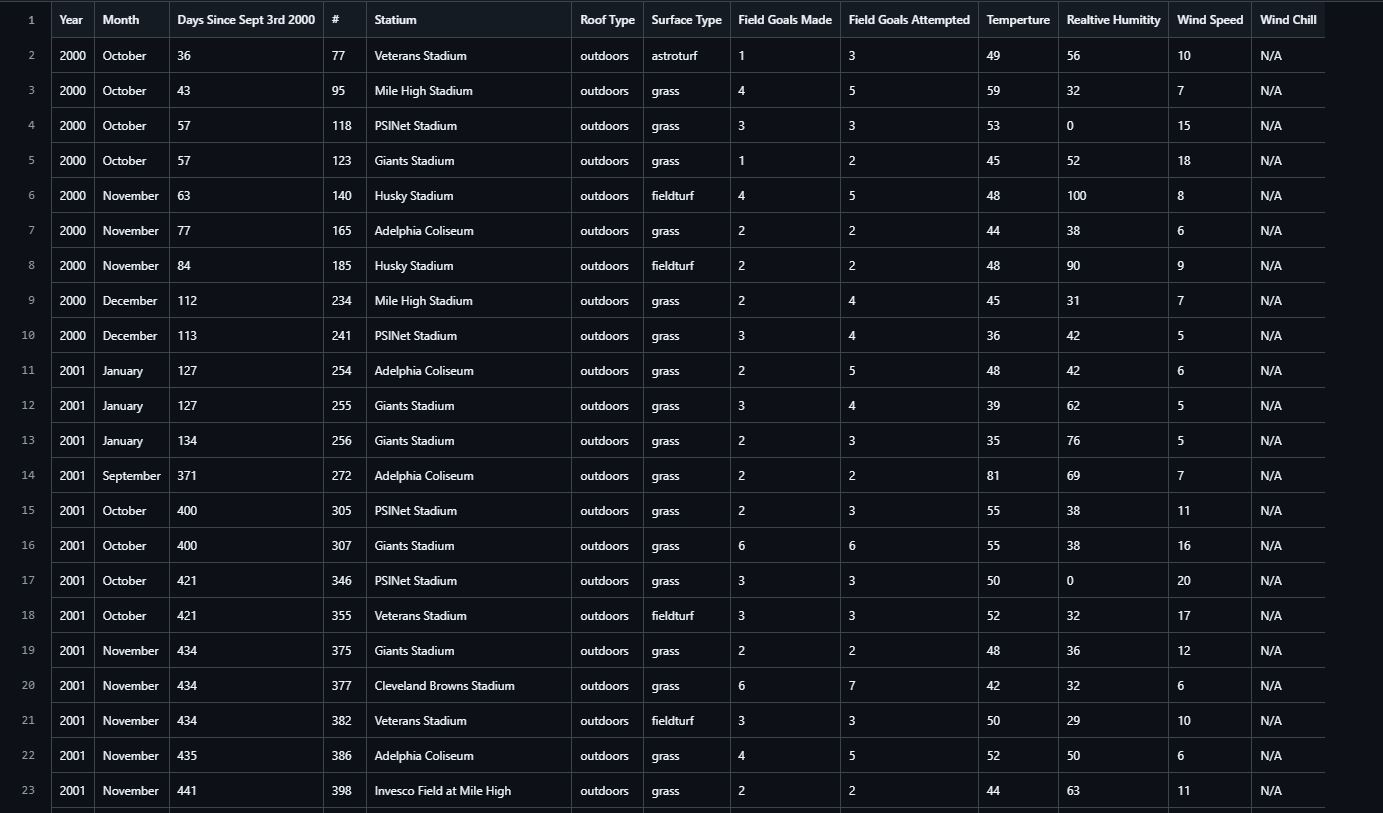 1 Year Month Days Since Sept 3rd 2000 # Statium Roof Type Surface Type Field Goals Made Field Goals Attempted Temperture Realtive Humitity Wind Speed Wind Chill
2 2000 October 36 77 Veterans Stadium outdoors astroturf 1 3 49 56 10 N/A
3 2000 October 43 95 Mile High Stadium outdoors grass 4 5 59 32 7 N/A
4 2000 October 57 118 PSINet Stadium outdoors grass 3 3 53 0 15 N/A
5 2000 October 57 123 Giants Stadium outdoors grass 1 2 45 52 18 N/A
6 2000 November 63 140 Husky Stadium outdoors fieldturf 4 5 48 100 8 N/A
7 2000 November 77 165 Adelphia Coliseum outdoors grass 2 2 44 38 6 N/A
8 2000 November 84 185 Husky Stadium outdoors fieldturf 2 2 48 90 9 N/A
9 2000 December 112 234 Mile High Stadium outdoors grass 2 4 45 31 7 N/A
10 2000 December 113 241 PSINet Stadium outdoors grass 3 4 36 42 5 N/A
11 2001 January 127 254 Adelphia Coliseum outdoors grass 2 5 48 42 6 N/A
12 2001 January 127 255 Giants Stadium outdoors grass 3 4 39 62 5 N/A
13 2001 January 134 256 Giants Stadium outdoors grass 2 3 35 76 5 N/A
14 2001 September 371 272 Adelphia Coliseum outdoors grass 2 2 81 69 7 N/A
15 2001 October 400 305 PSINet Stadium outdoors grass 2 3 55 38 11 N/A
16 2001 October 400 307 Giants Stadium outdoors grass 6 6 55 38 16 N/A
17 2001 October 421 346 PSINet Stadium outdoors grass 3 3 50 0 20 N/A
18 2001 October 421 355 Veterans Stadium outdoors fieldturf 3 3 52 32 17 N/A
19 2001 November 434 375 Giants Stadium outdoors grass 2 2 48 36 12 N/A
20 2001 November 434 377 Cleveland Browns Stadium outdoors grass 6 7 42 32 6 N/A
21 2001 November 434 382 Veterans Stadium outdoors fieldturf 3 3 50 29 10 N/A
22 2001 November 435 386 Adelphia Coliseum outdoors grass 4 5 52 50 6 N/A
23 2001 November 441 398 Invesco Field at Mile High outdoors grass 2 2 44 63 11 N/A